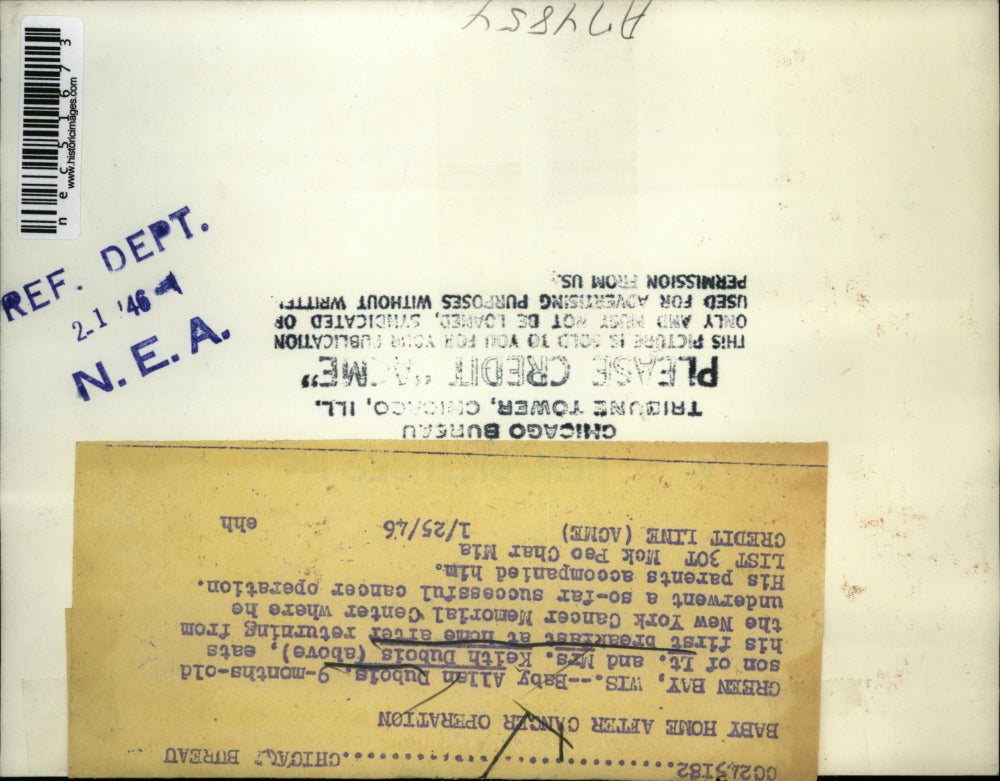 A74854
nec51673
www.historicimages.com
REF. DEPT.
2-1 '46
N. E. A.
CHICAGO BUREAU
TRIBUNE TOWER, CHICAGO, ILL.
PLEASE CREDIT "ACME"
THIS PICTURE IS SOLD TO YOU FOR YOUR PUBLICATION
ONLY AND MUST NOT BE LOANED, SYNDICATED OR
USED FOR ADVERTISING PURPOSES WITHOUT
PERMISSION FROM US.
CHICAGO BUREAU
BABY HOME AFTER CANCER OPERATION
GREEN BAY, WIS.--Baby Allan Dubois, 9-months-old
son of Lt. and Mrs. Keith Dubois (above), eats
his first breakfast at home after returning from
the New York Cancer Memorial Center where he
underwent a so-far successful cancer operation.
His parents accompanied him.
LIST 30T Mck Peo Char Mia
CREDIT LINE (ACME) 1/25/46 ehh